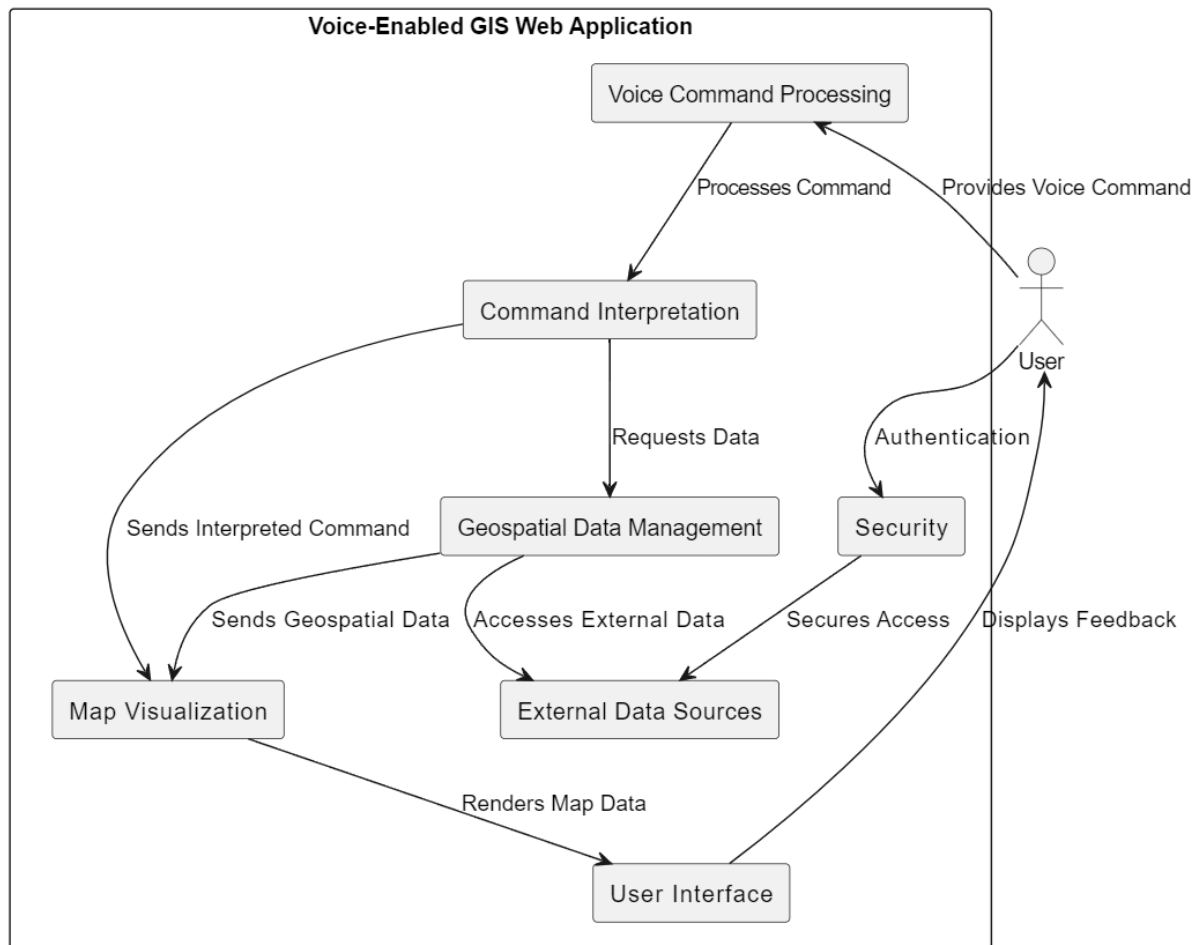 Voice-Enabled GIS Web Application
Voice Command Processing
Processes Command
Provides Voice Command
Command Interpretation
User
Requests Data
Authentication
Sends Interpreted Command
Geospatial Data Management
Security
Sends Geospatial Data
Accesses External Data
Secures Access
Displays Feedback
Map Visualization
External Data Sources
Renders Map Data
User Interface